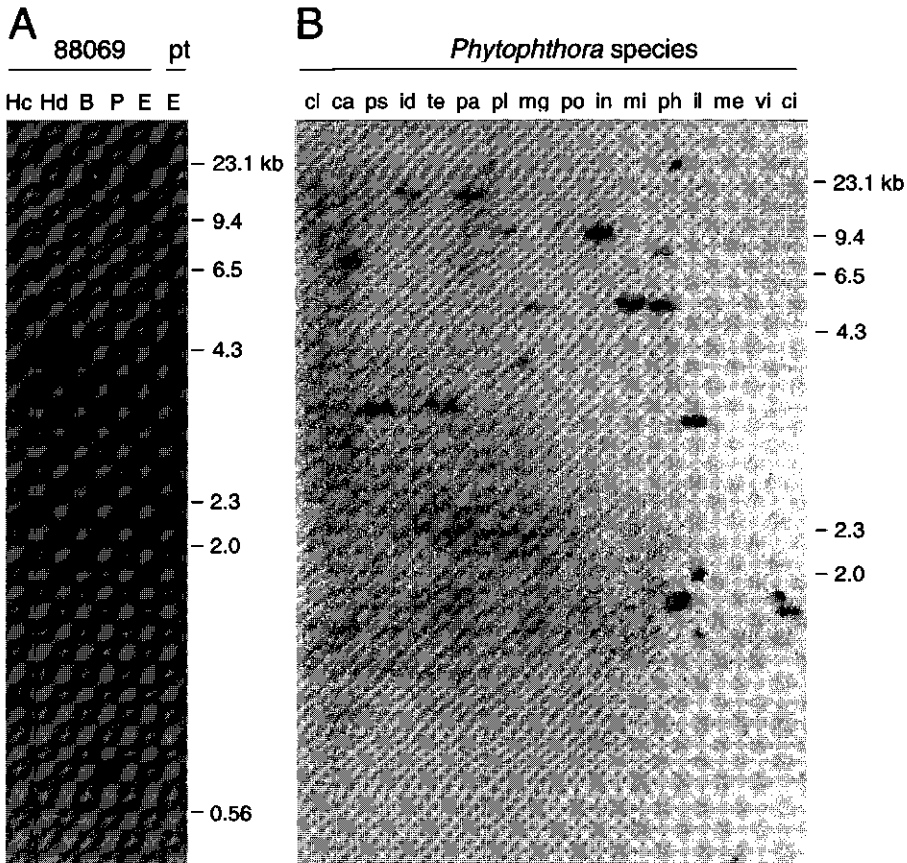 A
88069 pt
Hc Hd B P E E
23.1 kb
9.4
6.5
4.3
2.3
2.0
0.56
B
Phytophthora species
cl ca ps id te pa pl mg po in mi ph il me vi ci
23.1 kb
9.4
6.5
4.3
2.3
2.0